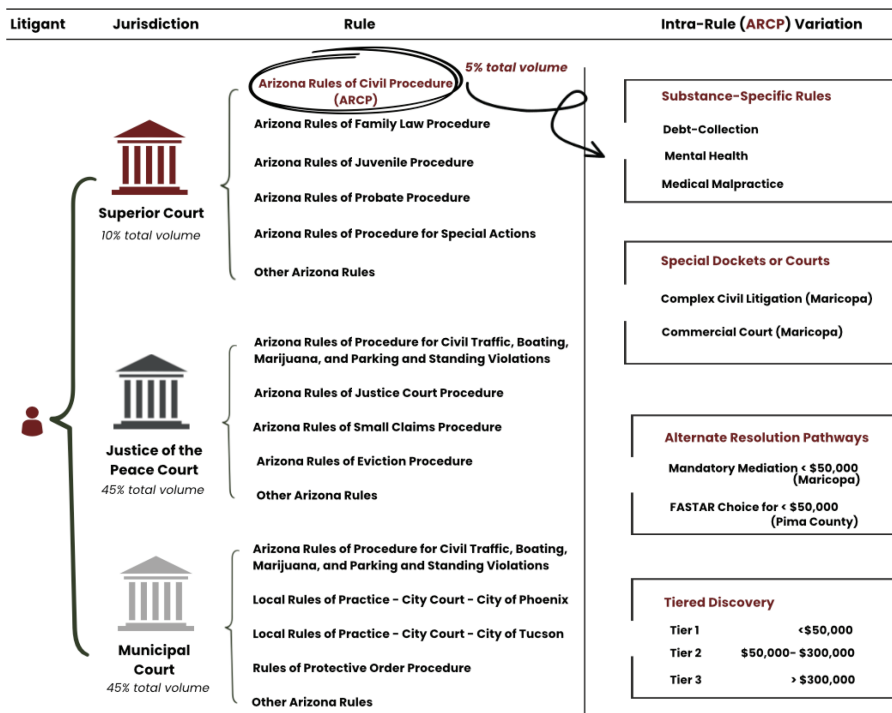 Litigant Jurisdiction Rule Intra-Rule (ARCP) Variation
Superior Court
10% total volume
Arizona Rules of Civil Procedure
(ARCP)
5% total volume
Arizona Rules of Family Law Procedure
Arizona Rules of Juvenile Procedure
Arizona Rules of Probate Procedure
Arizona Rules of Procedure for Special Actions
Other Arizona Rules
Justice of the
Peace Court
45% total volume
Arizona Rules of Procedure for Civil Traffic, Boating,
Marijuana, and Parking and Standing Violations
Arizona Rules of Justice Court Procedure
Arizona Rules of Small Claims Procedure
Arizona Rules of Eviction Procedure
Other Arizona Rules
Municipal
Court
45% total volume
Arizona Rules of Procedure for Civil Traffic, Boating,
Marijuana, and Parking and Standing Violations
Local Rules of Practice - City Court - City of Phoenix
Local Rules of Practice - City Court - City of Tucson
Rules of Protective Order Procedure
Other Arizona Rules
Substance-Specific Rules
Debt-Collection
Mental Health
Medical Malpractice
Special Dockets or Courts
Complex Civil Litigation (Maricopa)
Commercial Court (Maricopa)
Alternate Resolution Pathways
Mandatory Mediation < $50,000
(Maricopa)
FASTAR Choice for < $50,000
(Pima County)
Tiered Discovery
Tier 1 <$50,000
Tier 2 $50,000- $300,000
Tier 3 > $300,000